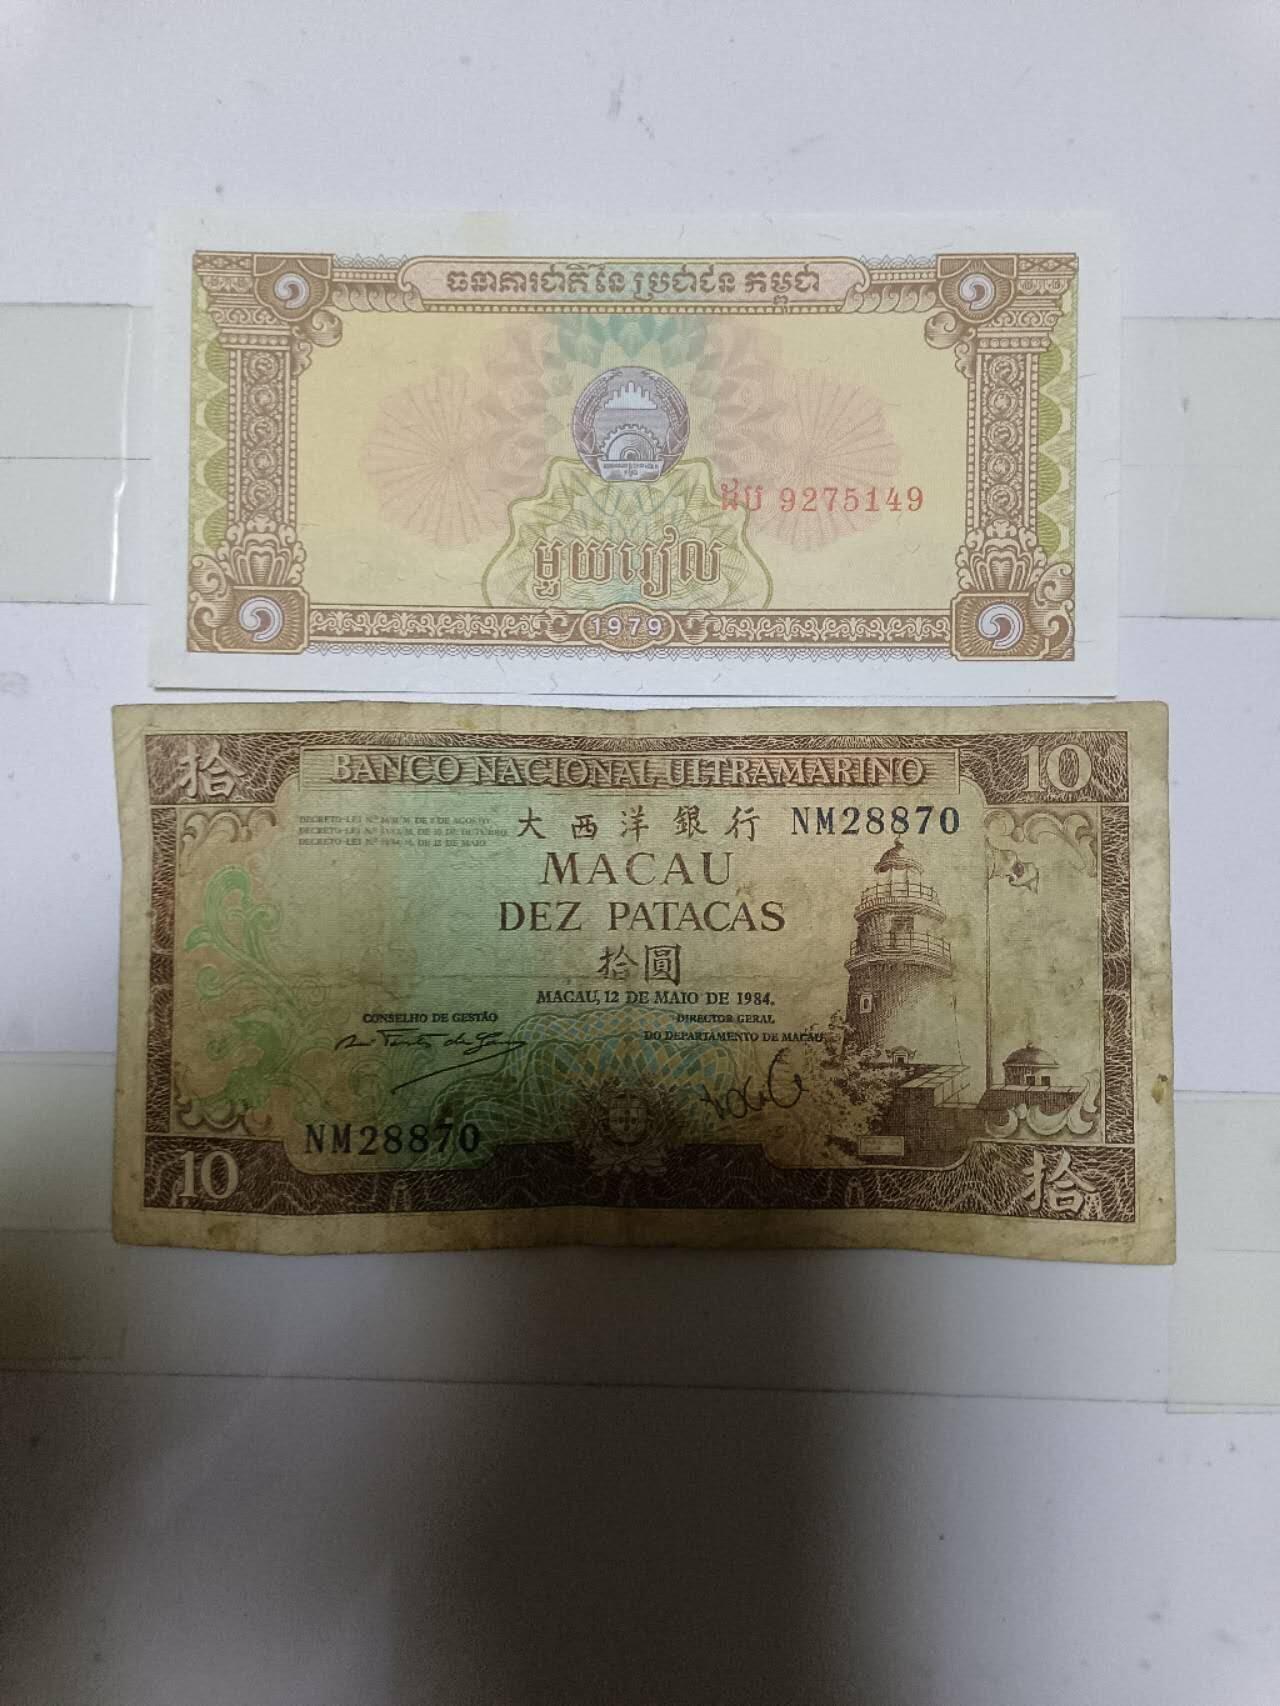 ធនាគារជាតិ នៃ ប្រជាជន កម្ពុជា
១ ១
ដប 9275149
មួយរៀល
១ 1979 ១
拾 BANCO NACIONAL ULTRAMARINO 10
大西洋銀行 NM28870
MACAU
DEZ PATACAS
拾圓
MACAU, 12 DE MAIO DE 1984.
CONSELHO DE GESTÃO
DIRECTOR GERAL
DO DEPARTAMENTO DE MACAU
NM28870
10 拾